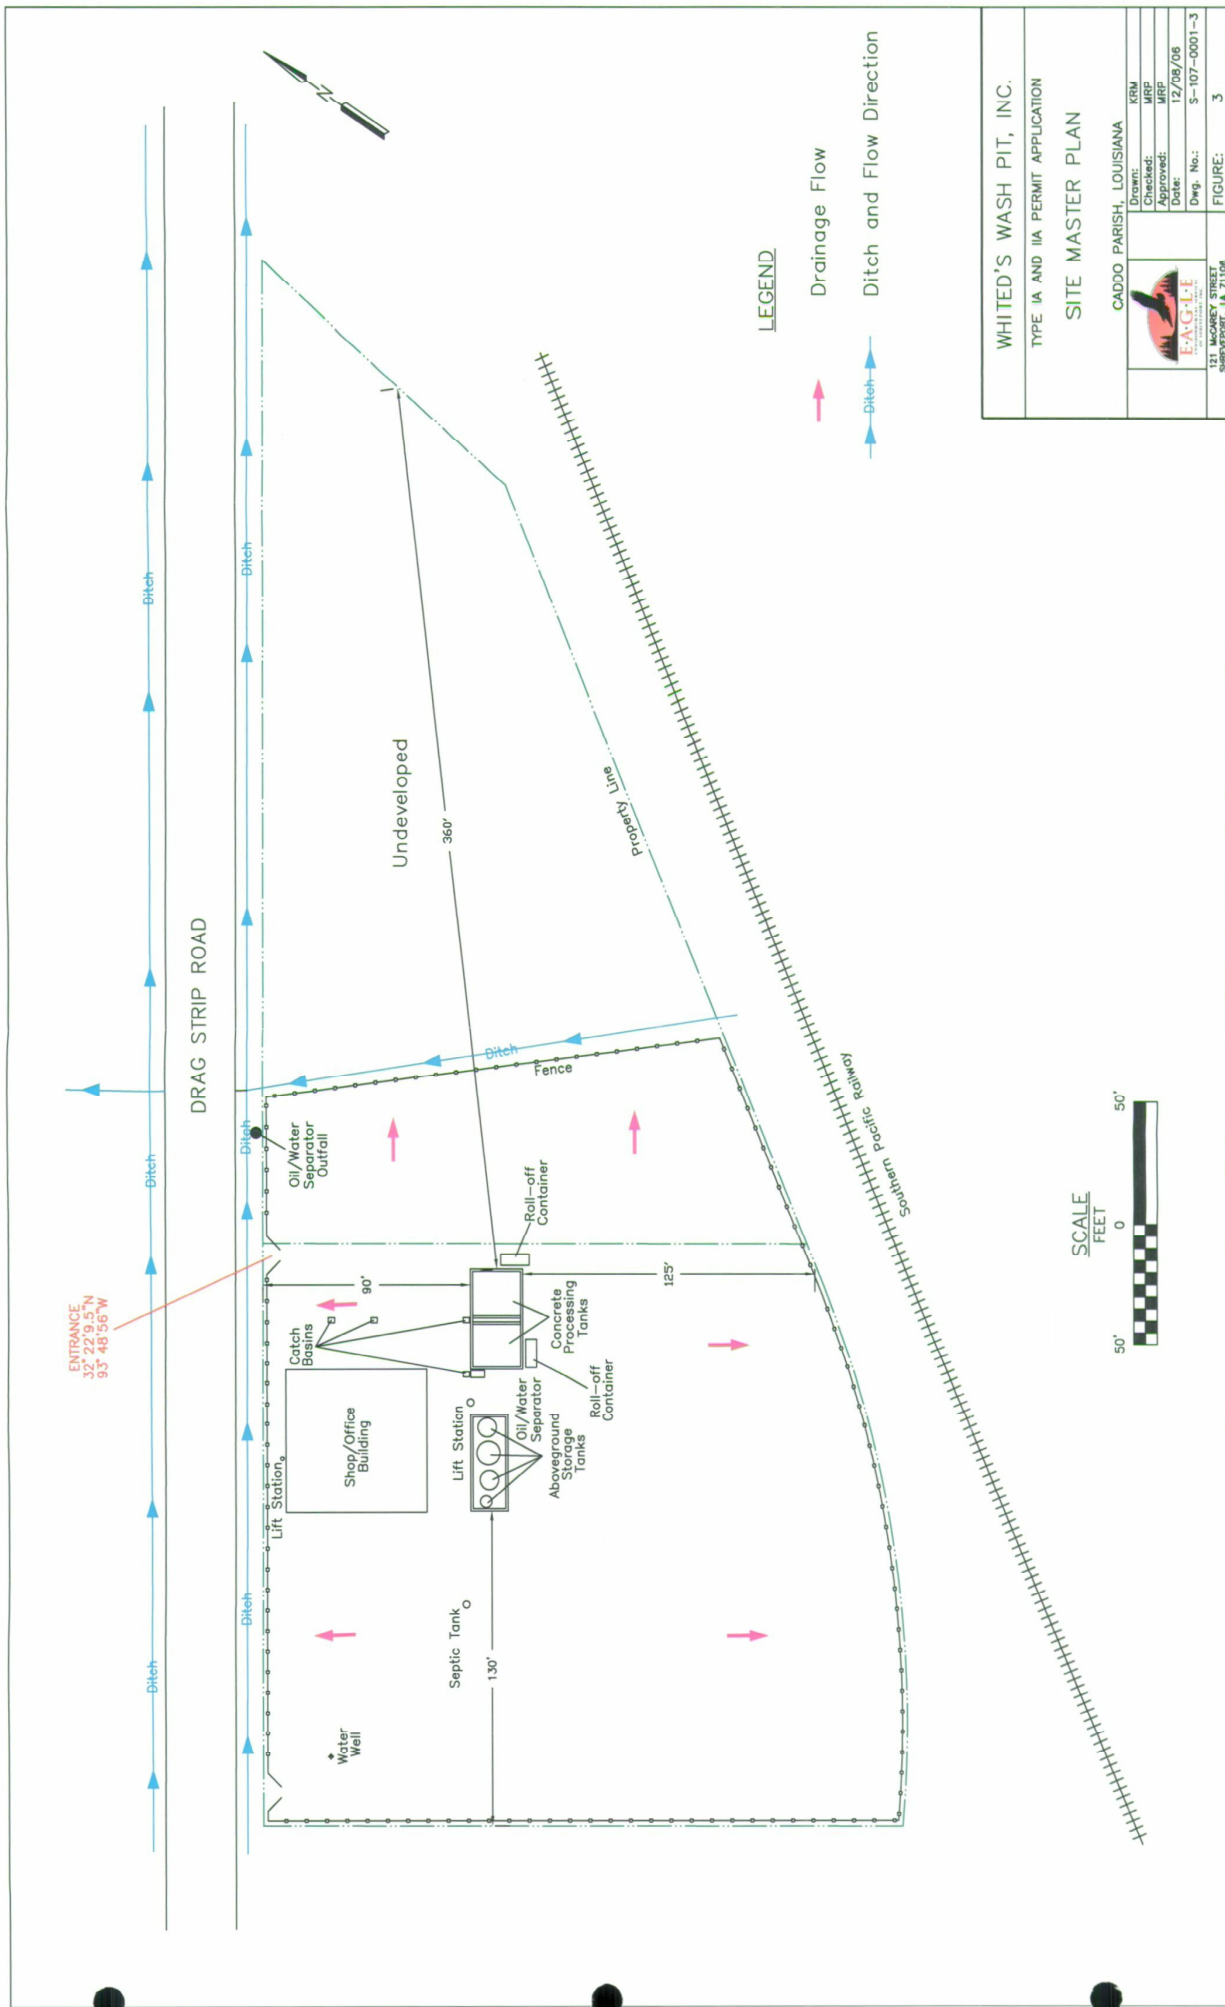 ENTRANCE
32° 22'9.5"N
93° 48'56"W
Ditch
Ditch
Ditch
DRAG STRIP ROAD
Ditch
Ditch
Ditch
N
Lift Station
Water
Well
Shop/Office
Building
Catch
Basins
90'
Oil/Water
Separator
Outfall
Septic Tank
130'
Lift Station
Oil/Water
Separator
Aboveground
Storage
Tanks
Concrete
Processing
Tanks
Roll-off
Container
Roll-off
Container
125'
Ditch
Fence
Undeveloped
360'
Property Line
Southern Pacific Railway
LEGEND
Drainage Flow
Ditch
Ditch and Flow Direction
SCALE
FEET
50'
0
50'
WHITED'S WASH PIT, INC.
TYPE IA AND IIA PERMIT APPLICATION
SITE MASTER PLAN
CADDO PARISH, LOUISIANA
E·A·G·L·E
121 McCAREY STREET
SHREVEPORT, LA 71106
Drawn: KRM
Checked: MRP
Approved: MRP
Date: 12/08/06
Dwg. No.: S-107-0001-3
FIGURE: 3